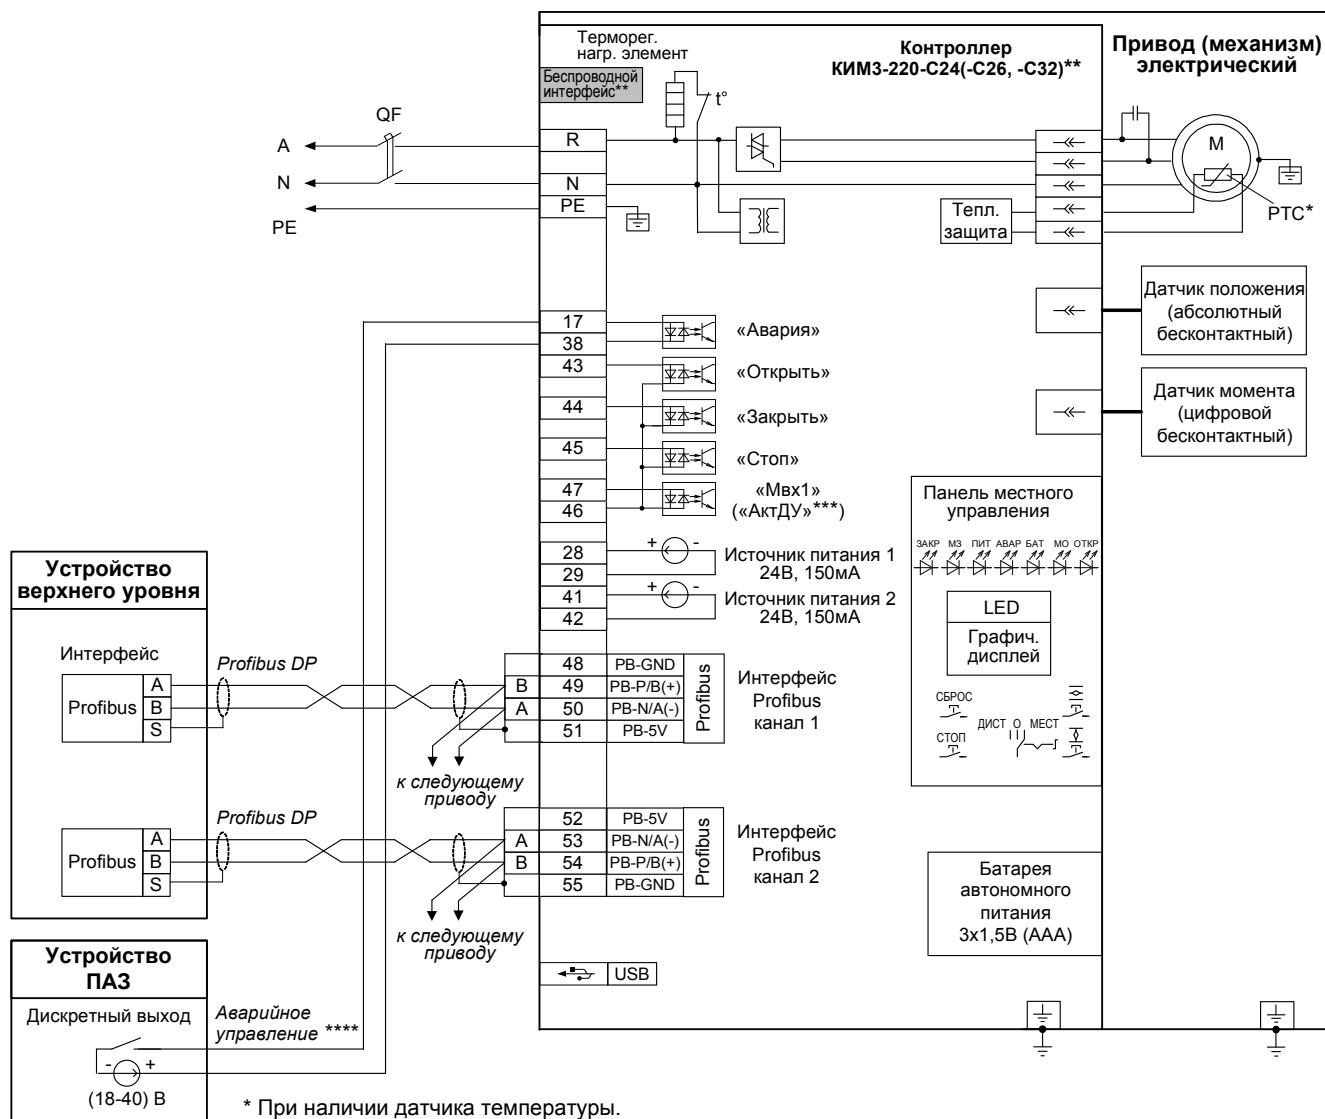 Терморег.
нагр. элемент
Беспроводной
интерфейс**
Контроллер
КИМ3-220-С24(-С26, -С32)**
Привод (механизм)
электрический
t°
QF
A
N
PE
R
N
PE
M
PTC*
Тепл.
защита
Датчик положения
(абсолютный
бесконтактный)
Датчик момента
(цифровой
бесконтактный)
17
38
«Авария»
43
«Открыть»
44
«Закрыть»
45
«Стоп»
47
46
«Мвх1»
(«АктДУ»***)
28
29
+
-
Источник питания 1
24В, 150мА
41
42
+
-
Источник питания 2
24В, 150мА
Панель местного
управления
ЗАКР МЗ ПИТ АВАР БАТ МО ОТКР
LED
Графич.
дисплей
СБРОС
СТОП
ДИСТ О МЕСТ
Устройство
верхнего уровня
Интерфейс
Profibus
A
B
S
Profibus DP
B
A
48 PB-GND
49 PB-P/B(+)
50 PB-N/A(-)
51 PB-5V
Profibus
Интерфейс
Profibus
канал 1
к следующему
приводу
Profibus
A
B
S
Profibus DP
A
B
52 PB-5V
53 PB-N/A(-)
54 PB-P/B(+)
55 PB-GND
Profibus
Интерфейс
Profibus
канал 2
к следующему
приводу
Батарея
автономного
питания
3х1,5В (ААА)
USB
Устройство
ПАЗ
Дискретный выход
-
+
(18-40) В
Аварийное
управление ****
* При наличии датчика температуры.